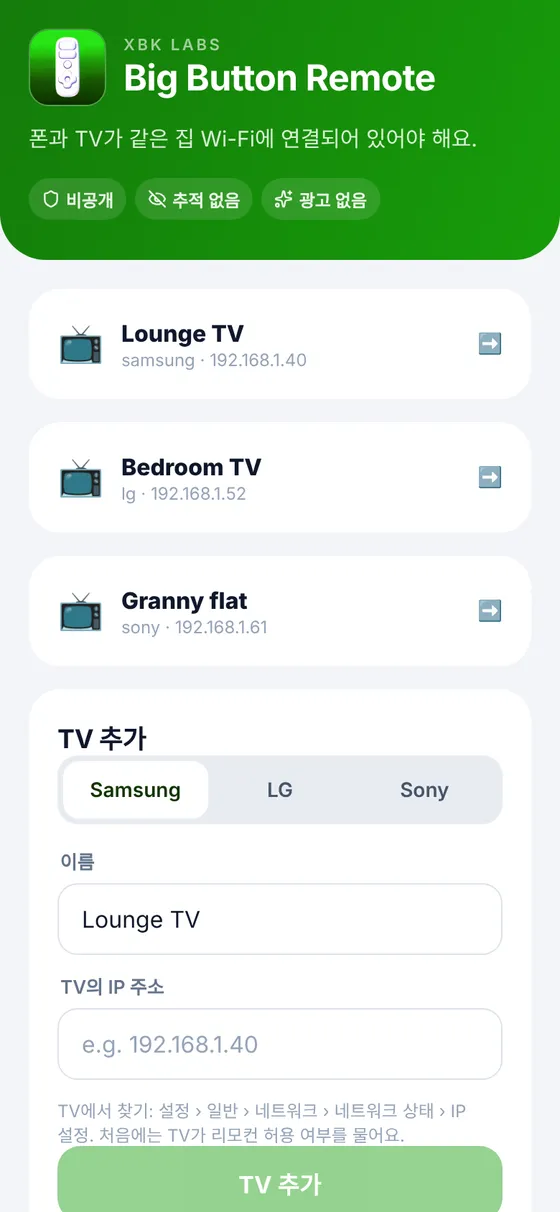 XBK LABS
Big Button Remote
폰과 TV가 같은 집 Wi-Fi에 연결되어 있어야 해요.
비공개
추적 없음
광고 없음
Lounge TV
samsung · 192.168.1.40
Bedroom TV
lg · 192.168.1.52
Granny flat
sony · 192.168.1.61
TV 추가
Samsung
LG
Sony
이름
Lounge TV
TV의 IP 주소
e.g. 192.168.1.40
TV에서 찾기: 설정 › 일반 › 네트워크 › 네트워크 상태 › IP
설정. 처음에는 TV가 리모컨 허용 여부를 물어요.
TV 추가